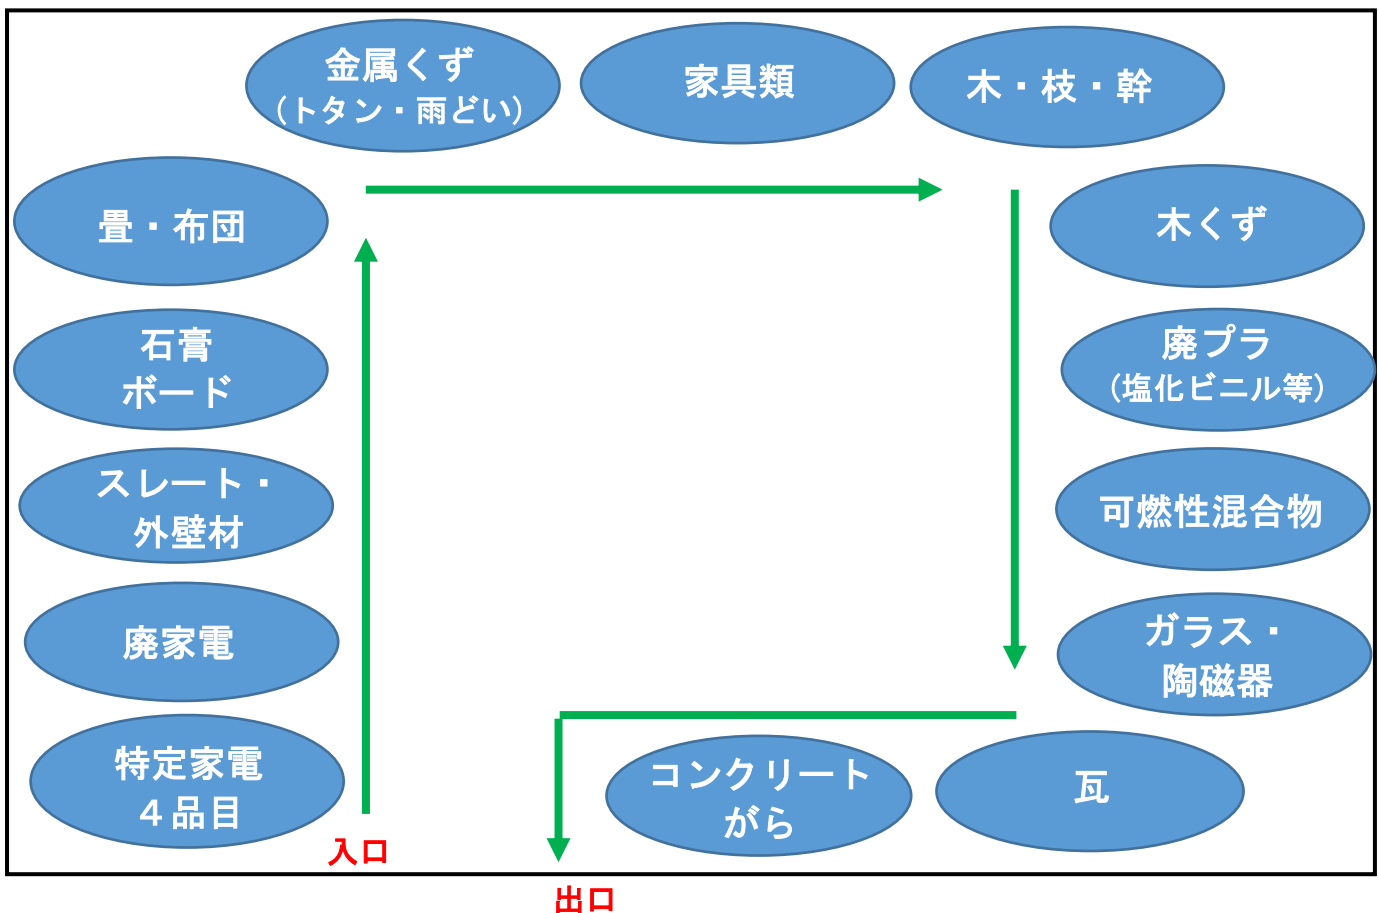 金属くず
（トタン・雨どい）
家具類
木・枝・幹
畳・布団
木くず
石膏
ボード
廃プラ
（塩化ビニル等）
スレート・
外壁材
可燃性混合物
廃家電
ガラス・
陶磁器
特定家電
４品目
コンクリート
がら
瓦
入口
出口